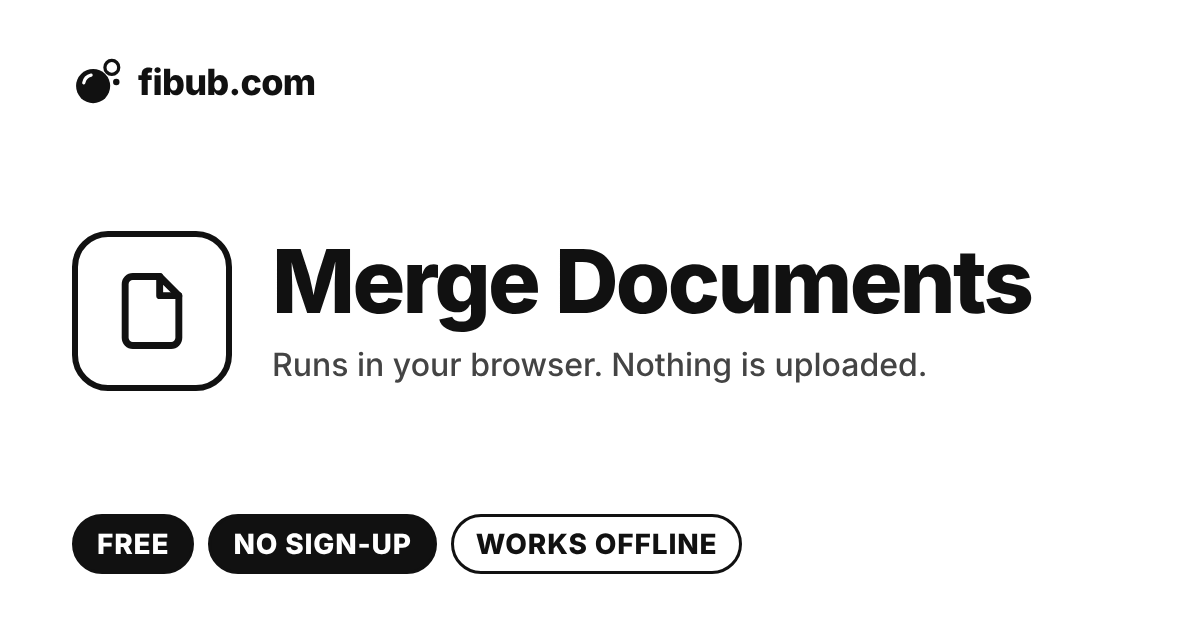 fibub.com
Merge Documents
Runs in your browser. Nothing is uploaded.
FREE NO SIGN-UP WORKS OFFLINE